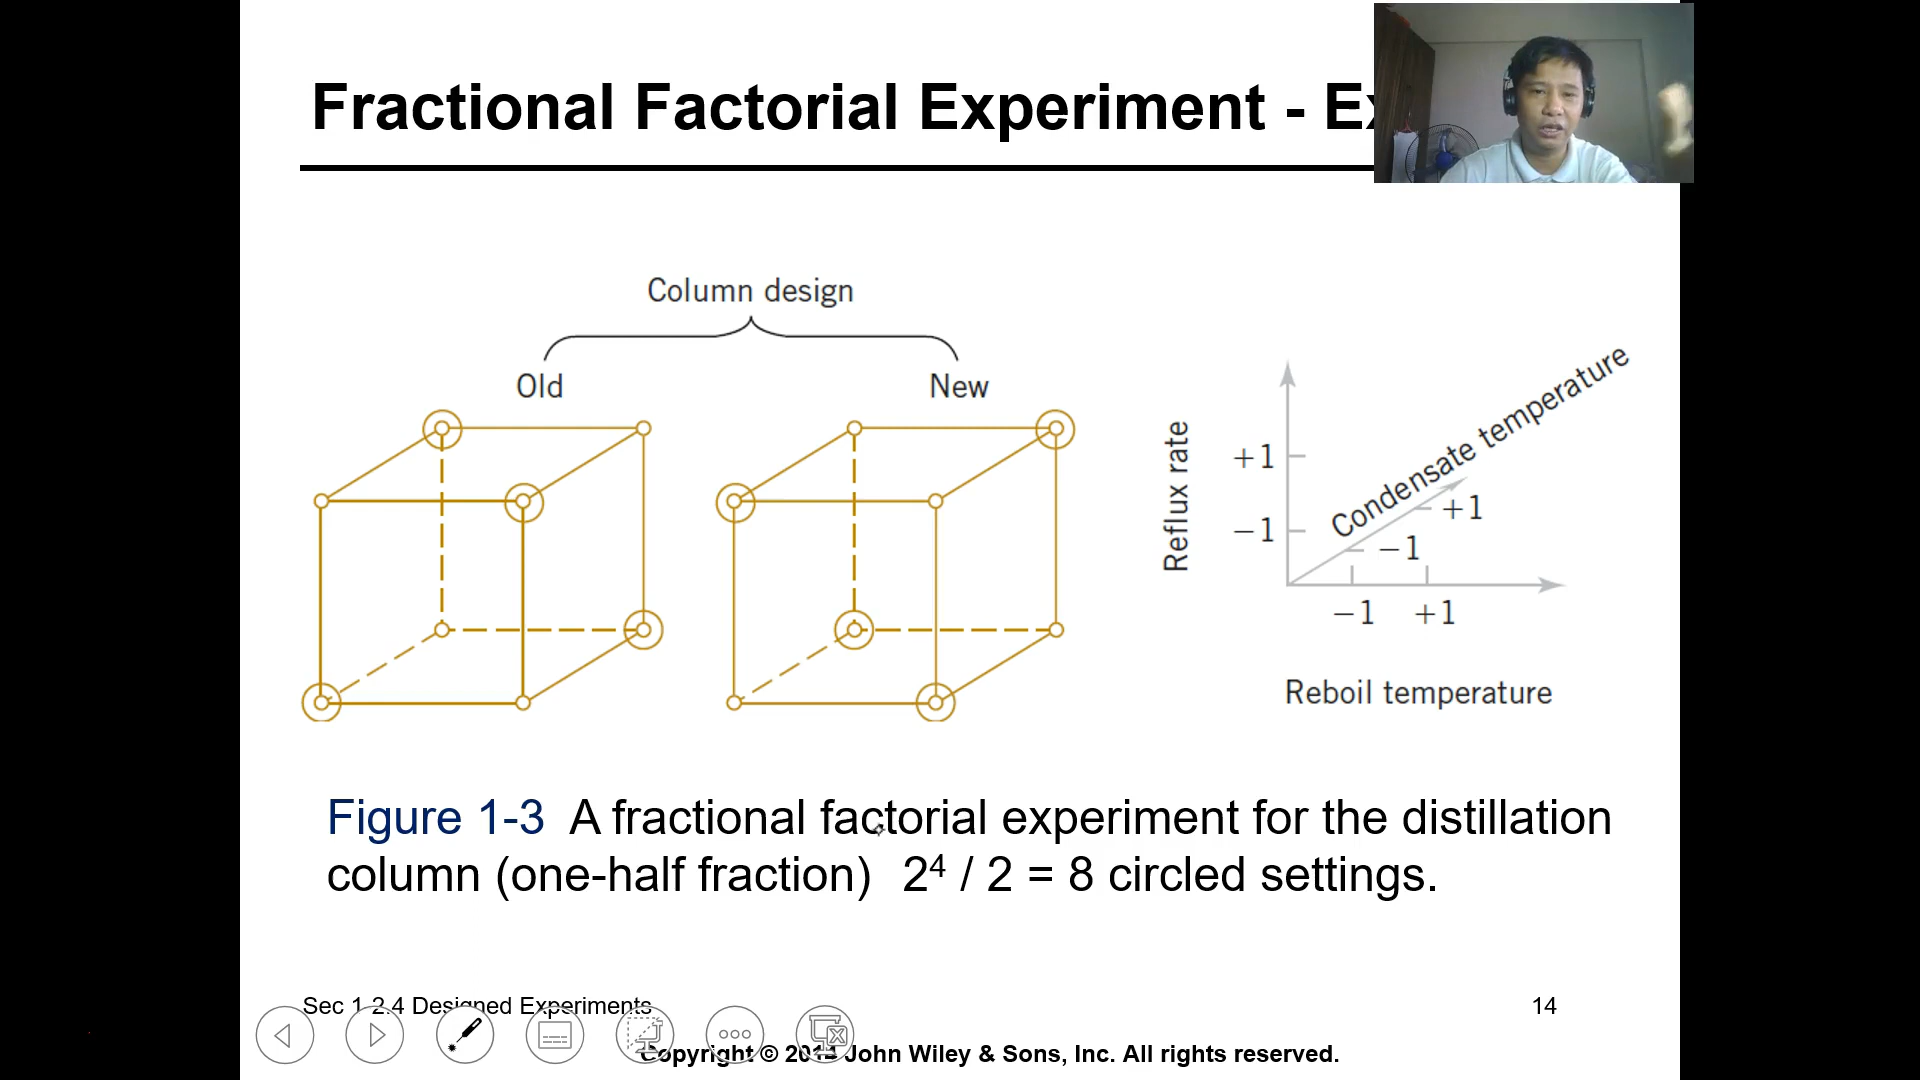 Fractional Factorial Experiment - Ex
Column design
Old
New
Reflux rate
+1
−1
Condensate temperature
+1
−1
−1 +1
Reboil temperature
Figure 1-3 A fractional factorial experiment for the distillation
column (one-half fraction) 2⁴ / 2 = 8 circled settings.
Sec 1-2.4 Designed Experiments
14
Copyright © 2014 John Wiley & Sons, Inc. All rights reserved.